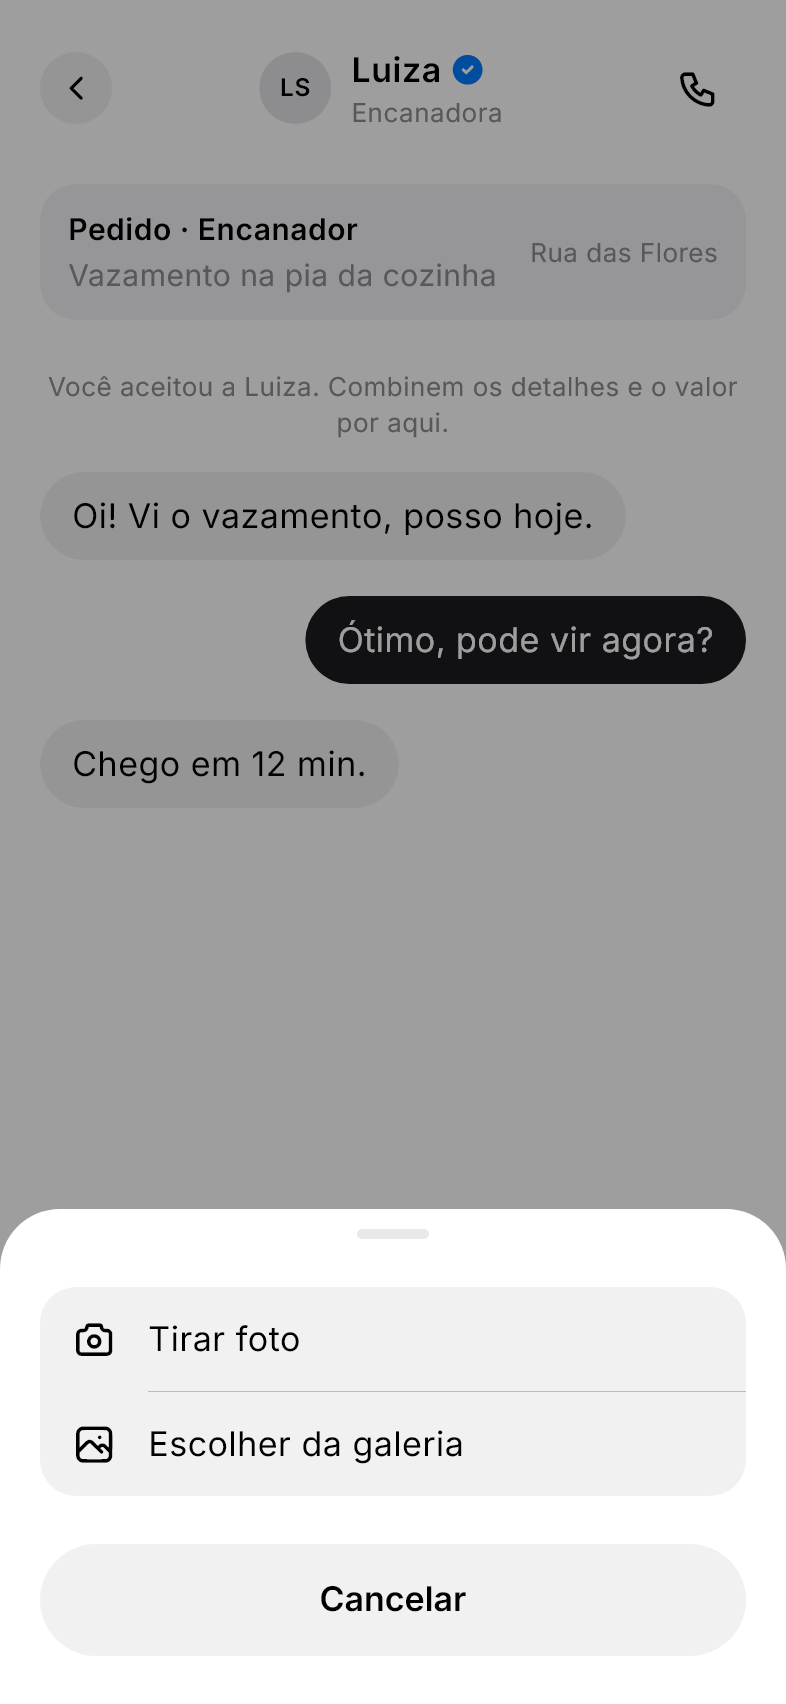 LS
Luiza
Encanadora
Pedido · Encanador
Vazamento na pia da cozinha
Rua das Flores
Você aceitou a Luiza. Combinem os detalhes e o valor
por aqui.
Oi! Vi o vazamento, posso hoje.
Ótimo, pode vir agora?
Chego em 12 min.
Tirar foto
Escolher da galeria
Cancelar